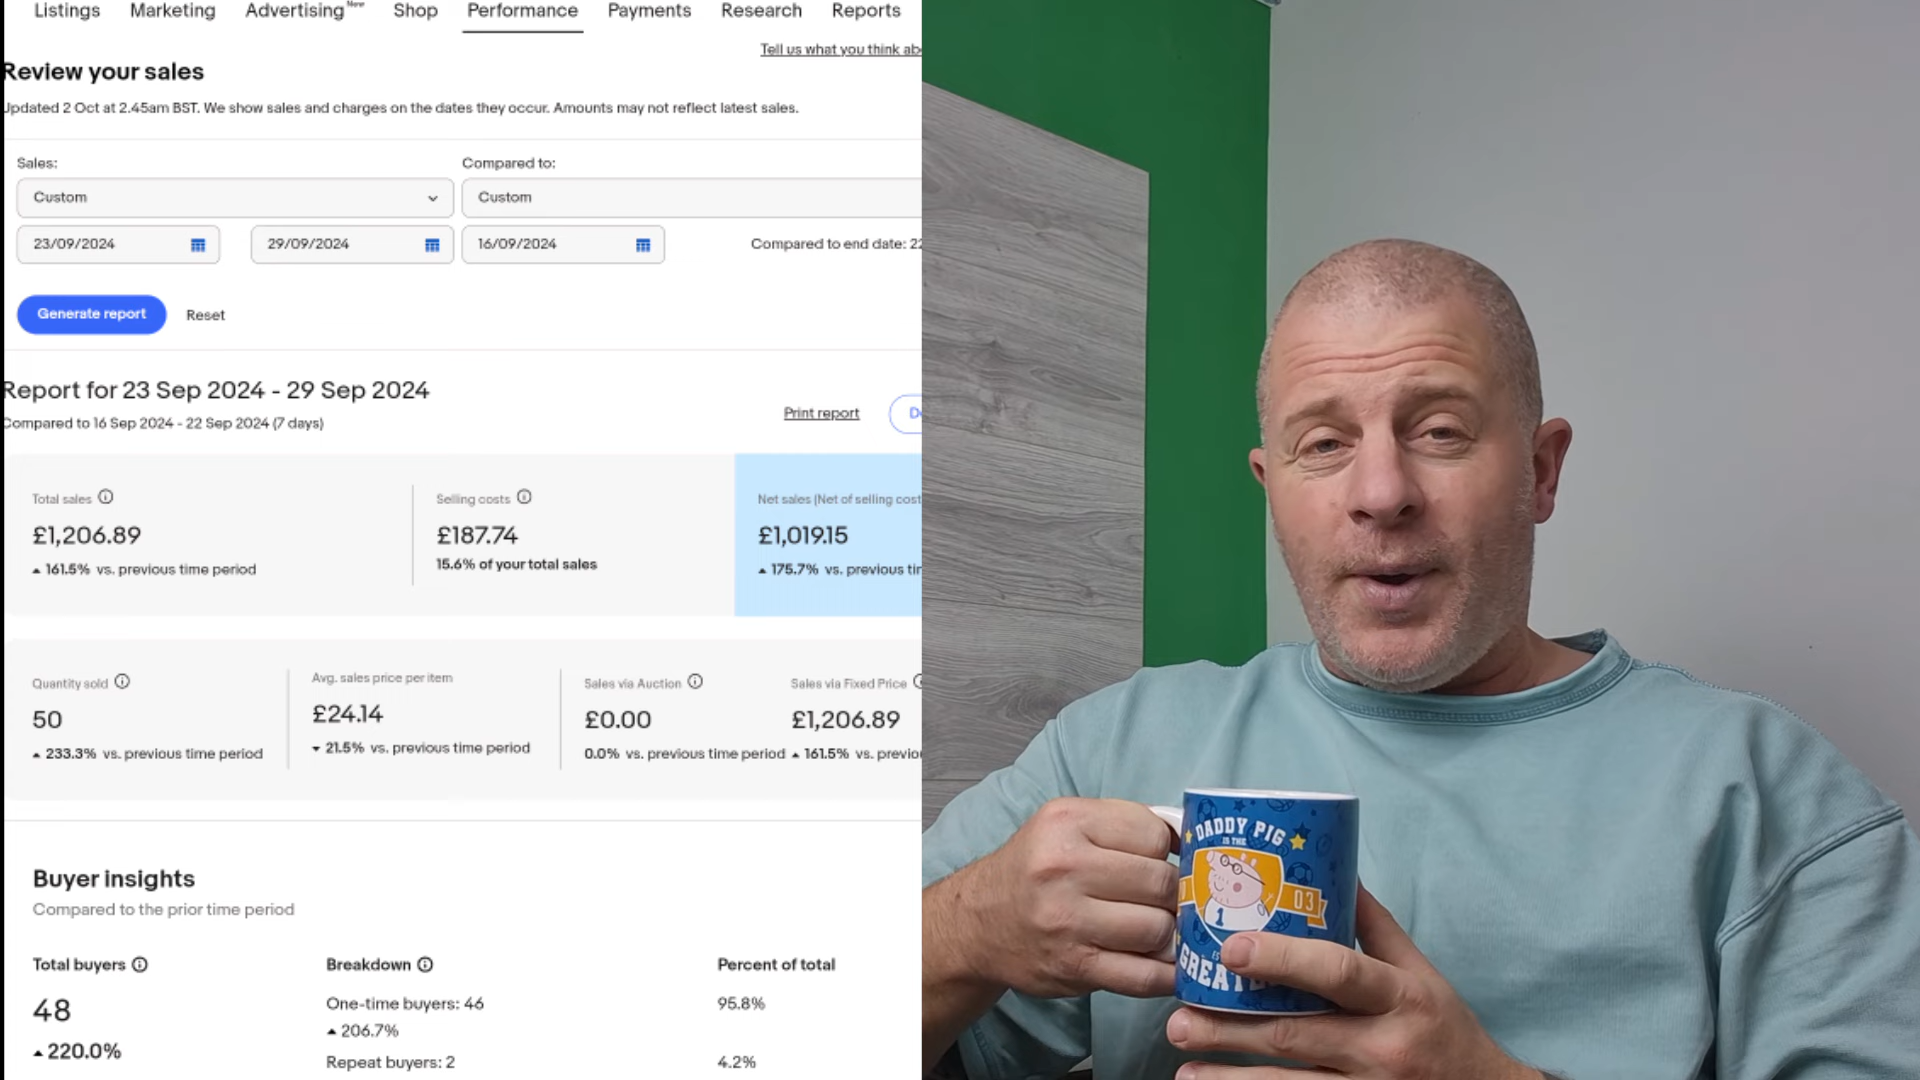 Listings Marketing Advertising New Shop Performance Payments Research Reports
Tell us what you think
Review your sales
Updated 2 Oct at 2.45am BST. We show sales and charges on the dates they occur. Amounts may not reflect latest sales.
Sales: Compared to:
Custom Custom
23/09/2024 29/09/2024 16/09/2024 Compared to end date: 22
Generate report Reset
Report for 23 Sep 2024 - 29 Sep 2024
Compared to 16 Sep 2024 - 22 Sep 2024 (7 days)
Print report
Total sales Selling costs Net sales (Net of selling cost
£1,206.89 £187.74 £1,019.15
161.5% vs. previous time period 15.6% of your total sales 175.7% vs. previous
Quantity sold Avg. sales price per item Sales via Auction Sales via Fixed Price
50 £24.14 £0.00 £1,206.89
233.3% vs. previous time period 21.5% vs. previous time period 0.0% vs. previous time period 161.5% vs.
Buyer insights
Compared to the prior time period
Total buyers Breakdown Percent of total
48 One-time buyers: 46 95.8%
220.0% 206.7%
Repeat buyers: 2 4.2%
DADDY PIG
IS THE
03
1